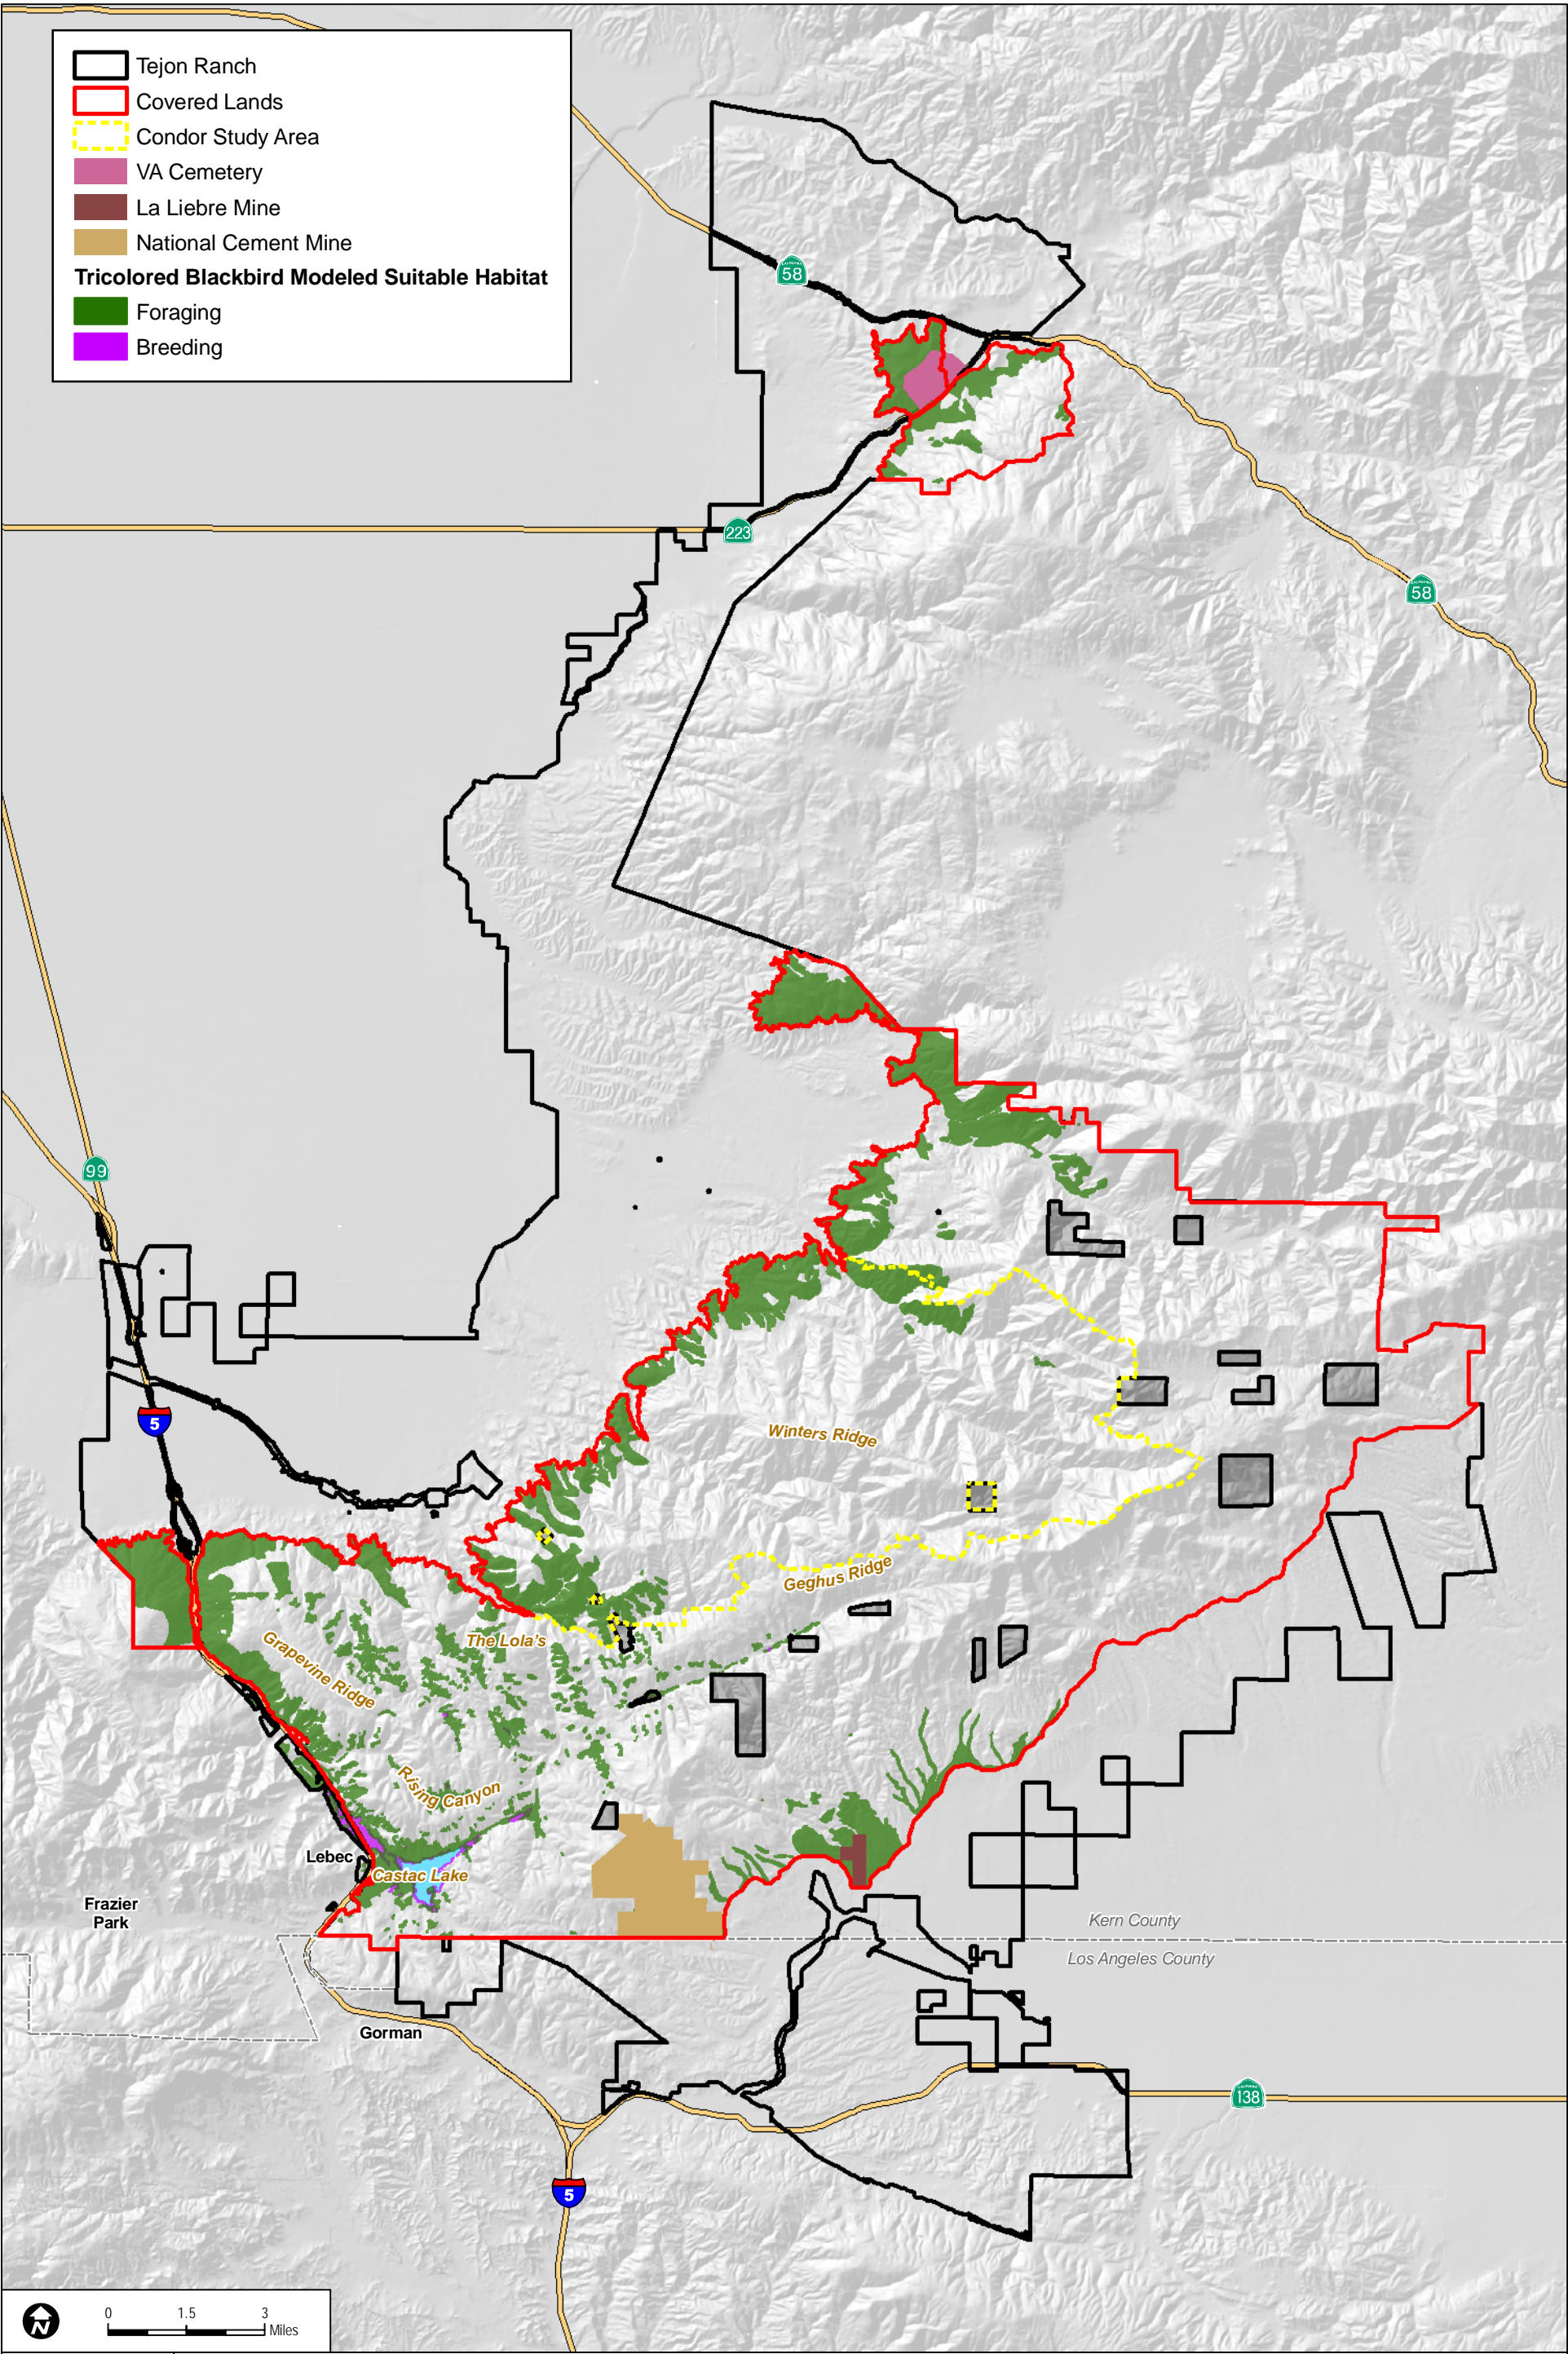 Tejon Ranch
Covered Lands
Condor Study Area
VA Cemetery
La Liebre Mine
National Cement Mine
Tricolored Blackbird Modeled Suitable Habitat
Foraging
Breeding
58
223
58
99
5
Winters Ridge
Geghus Ridge
The Lola's
Grapevine Ridge
Rising Canyon
Lebec
Castac Lake
Frazier
Park
Kern County
Los Angeles County
Gorman
138
5
N
0 1.5 3
Miles